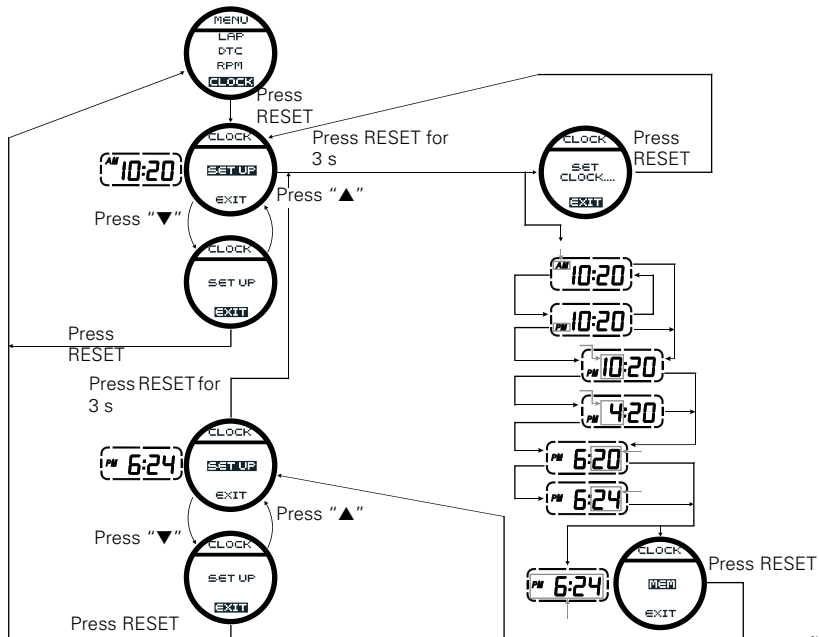 MENU
LAP
DTC
RPM
CLOCK
Press
RESET
CLOCK
SET UP
EXIT
AM 10:20
Press RESET for
3 s
CLOCK
SET
CLOCK....
EXIT
Press
RESET
Press "▼"
Press "▲"
CLOCK
SET UP
EXIT
Press
RESET
AM 10:20
PM 10:20
PM 10:20
PM 4:20
PM 6:20
PM 6:24
Press RESET for
3 s
CLOCK
SET UP
EXIT
PM 6:24
Press "▼"
Press "▲"
CLOCK
SET UP
EXIT
Press RESET
PM 6:24
CLOCK
MEM
EXIT
Press RESET